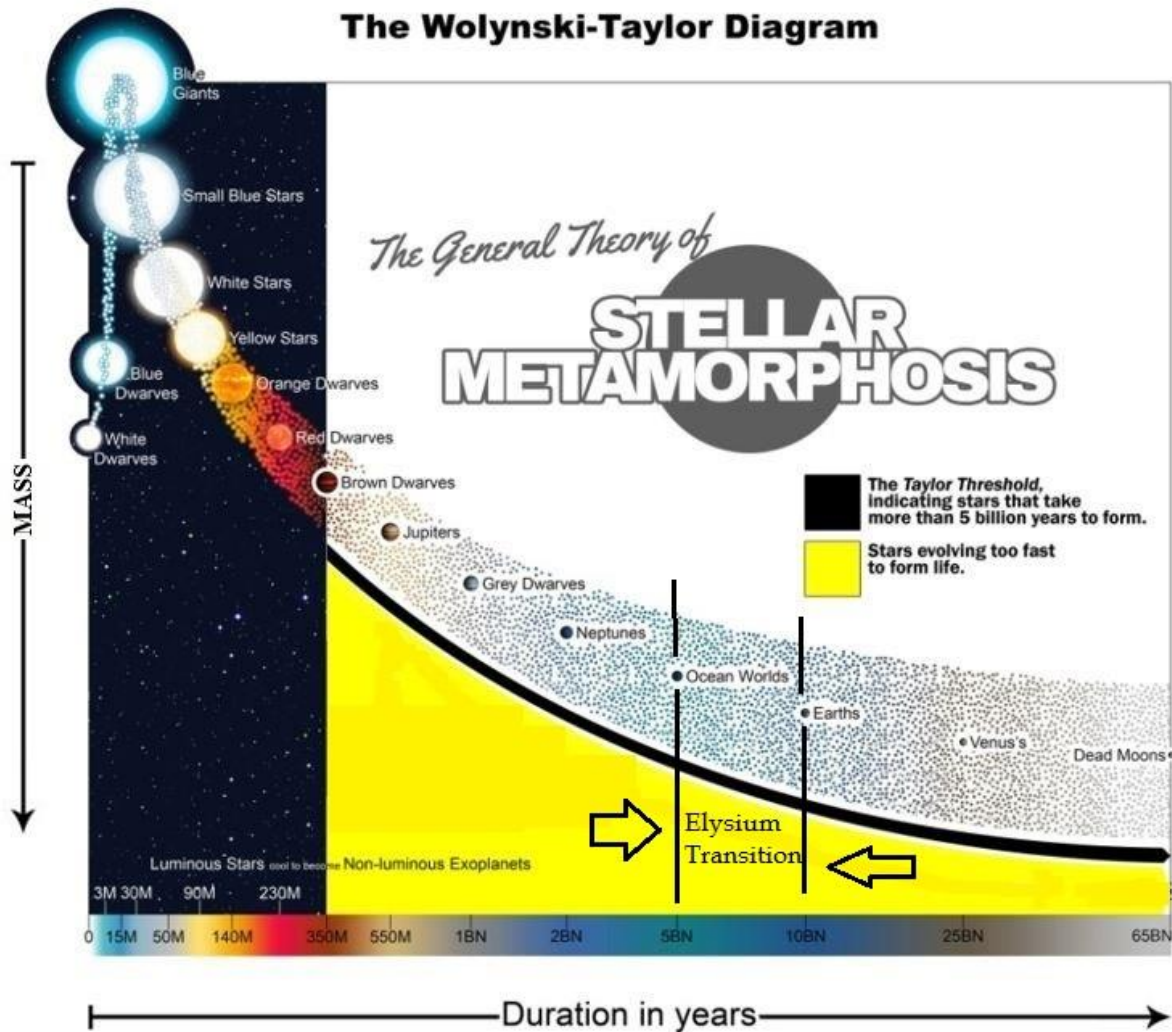 The Wolynski-Taylor Diagram
Blue
Giants
Small Blue Stars
White Stars
Yellow Stars
Blue
Dwarves
Orange Dwarves
White
Dwarves
Red Dwarves
Brown Dwarves
Jupiters
Grey Dwarves
Neptunes
Ocean Worlds
Earths
Venus's
Dead Moons
The General Theory of
STELLAR
METAMORPHOSIS
The Taylor Threshold,
indicating stars that take
more than 5 billion years to form.
Stars evolving too fast
to form life.
MASS
Elysium
Transition
Luminous Stars cool to become Non-luminous Exoplanets
3M 30M 90M 230M
0 15M 50M 140M 350M 550M 1BN 2BN 5BN 10BN 25BN 65BN
Duration in years